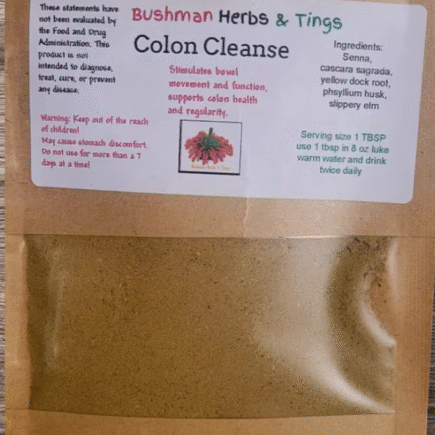 These statements have
not been evaluated by
the Food and Drug
Administration. This
product is not
intended to diagnose,
treat, cure, or prevent
any disease.
Warning: Keep out of the reach
of children!
May cause stomach discomfort.
Do not use for more than a 7
days at a time!
Bushman Herbs & Tings
Colon Cleanse
Stimulates bowel
movement and function,
supports colon health
and regularity.
Ingredients:
Senna,
cascara sagrada,
yellow dock root,
phsyllium husk,
slippery elm
Serving size 1 TBSP
use 1 tbsp in 8 oz luke
warm water and drink
twice daily